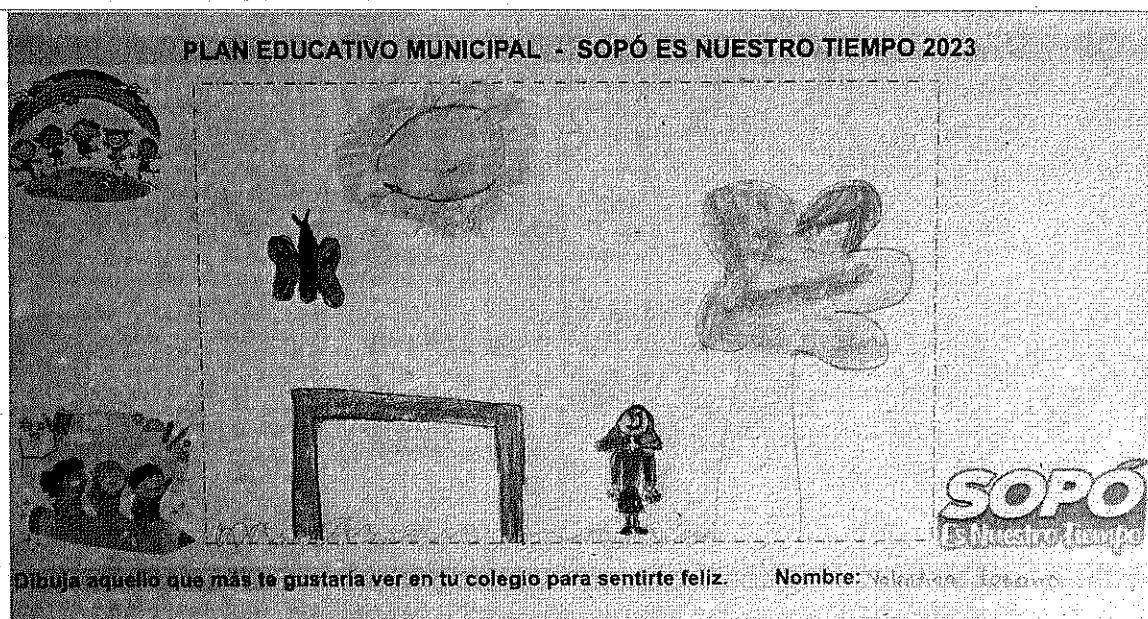 PLAN EDUCATIVO MUNICIPAL - SOPÓ ES NUESTRO TIEMPO 2023
SOPÓ
Es Nuestro Tiempo
Dibuja aquello que más te gustaría ver en tu colegio para sentirte feliz. Nombre: